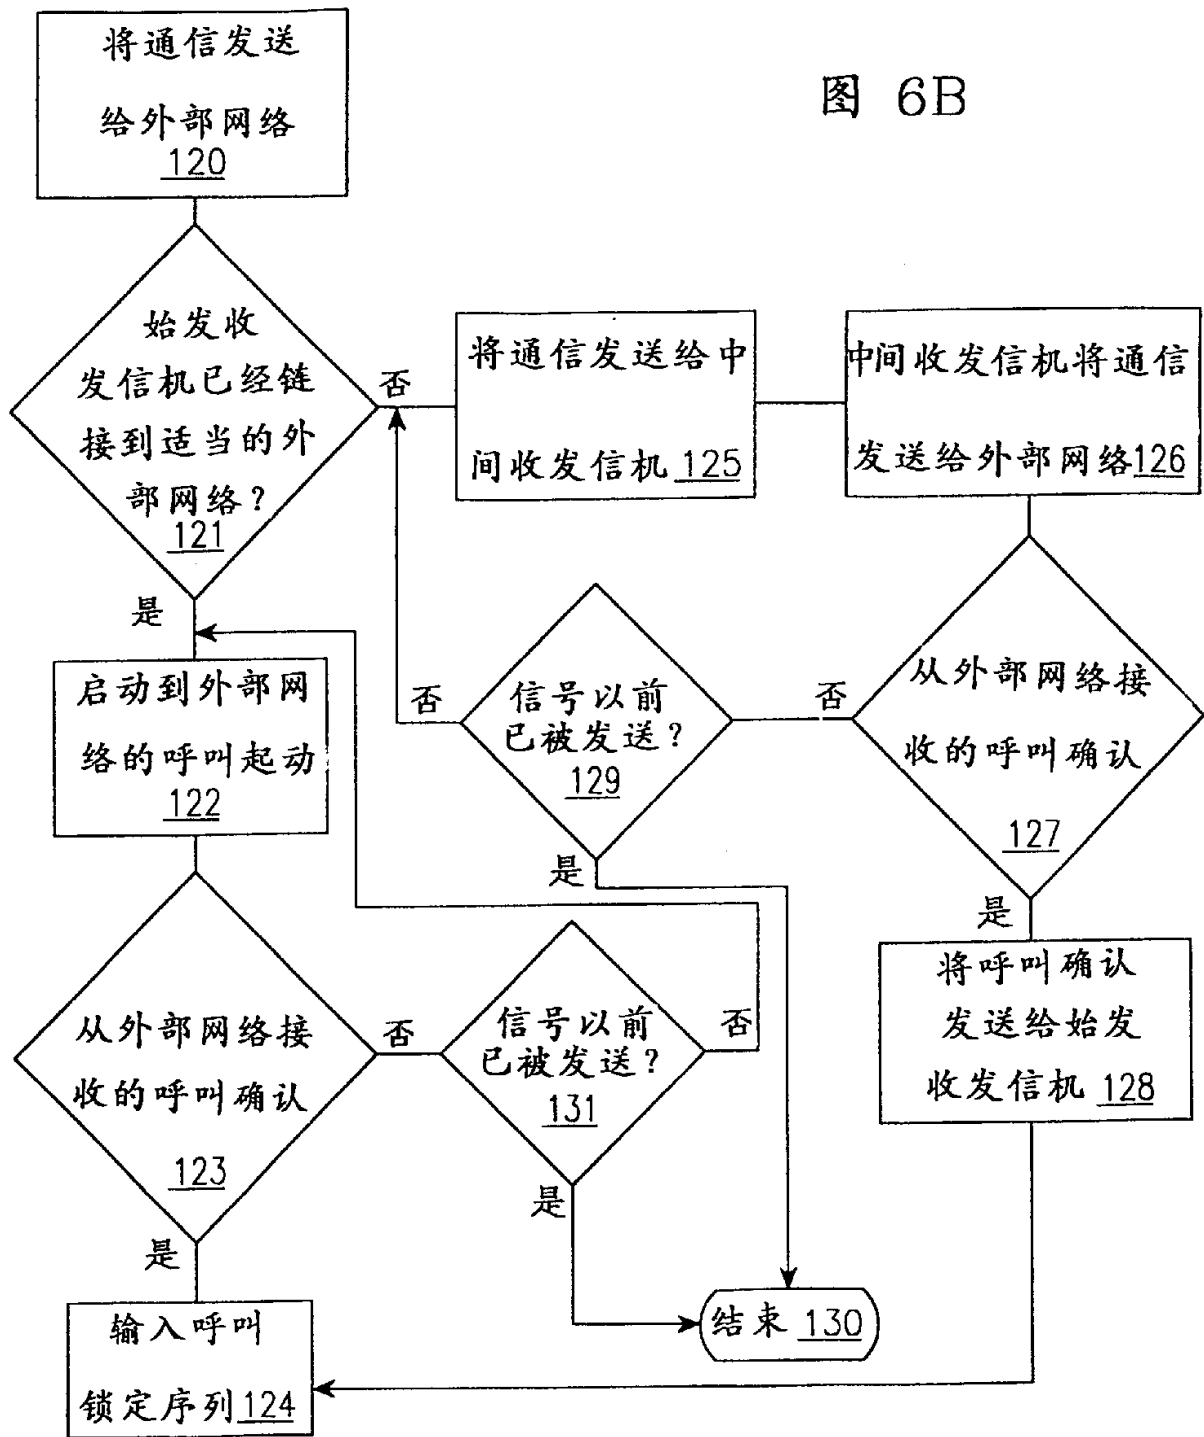 图 6B
将通信发送
给外部网络
120
始发收
发信机已经链
接到适当的外
部网络？
121
否
是
将通信发送给中
间收发信机 125
中间收发信机将通信
发送给外部网络126
启动到外部网
络的呼叫起动
122
否
信号以前
已被发送？
129
是
否
从外部网络接
收的呼叫确认
127
是
从外部网络接
收的呼叫确认
123
否
是
信号以前
已被发送？
131
否
是
将呼叫确认
发送给始发
收发信机 128
输入呼叫
锁定序列124
结束 130